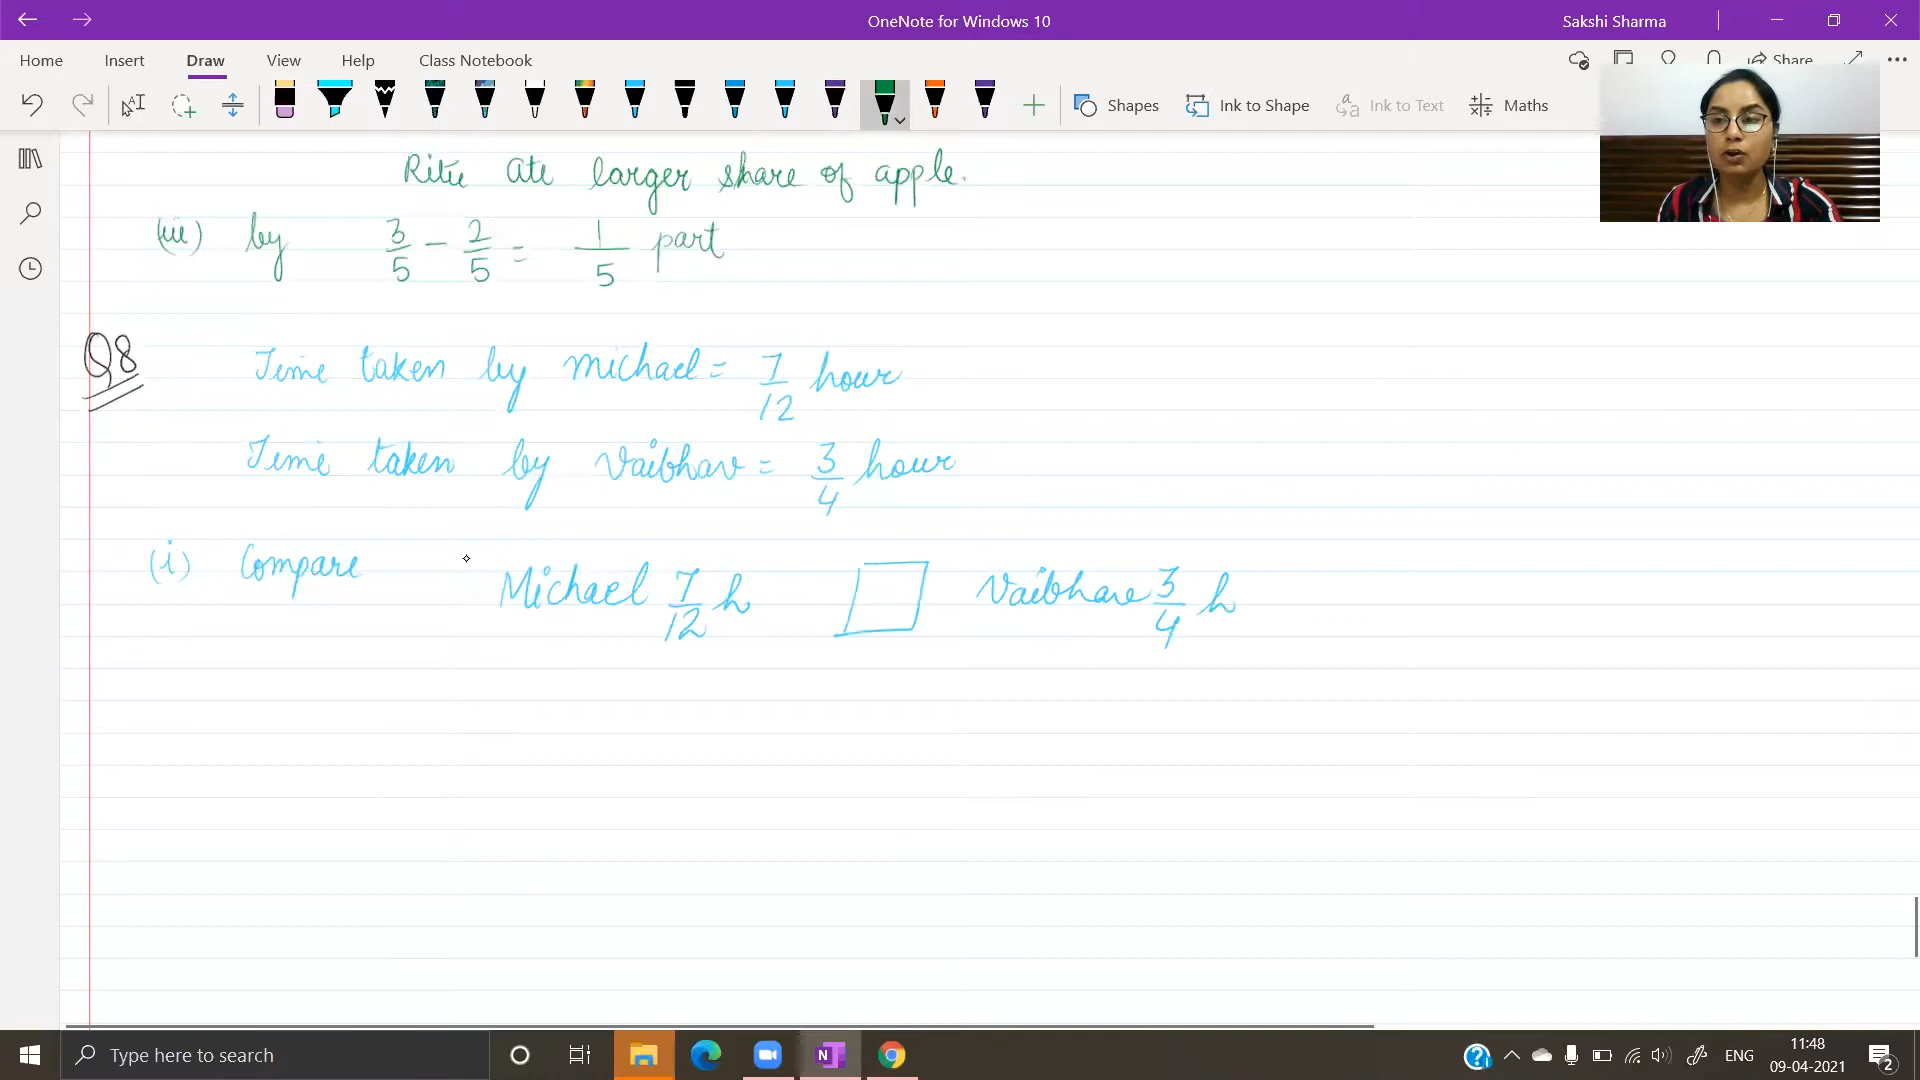 OneNote for Windows 10
Sakshi Sharma
Home Insert Draw View Help Class Notebook
Share
Shapes Ink to Shape Ink to Text Maths
Ritu ate larger share of apple.
(iii) by 3/5 - 2/5 = 1/5 part
Q8 Time taken by michael = 7/12 hour
Time taken by Vaibhav = 3/4 hour
(i) Compare Michael 7/12 h □ Vaibhave 3/4 h
Type here to search
ENG
11:48
09-04-2021
2